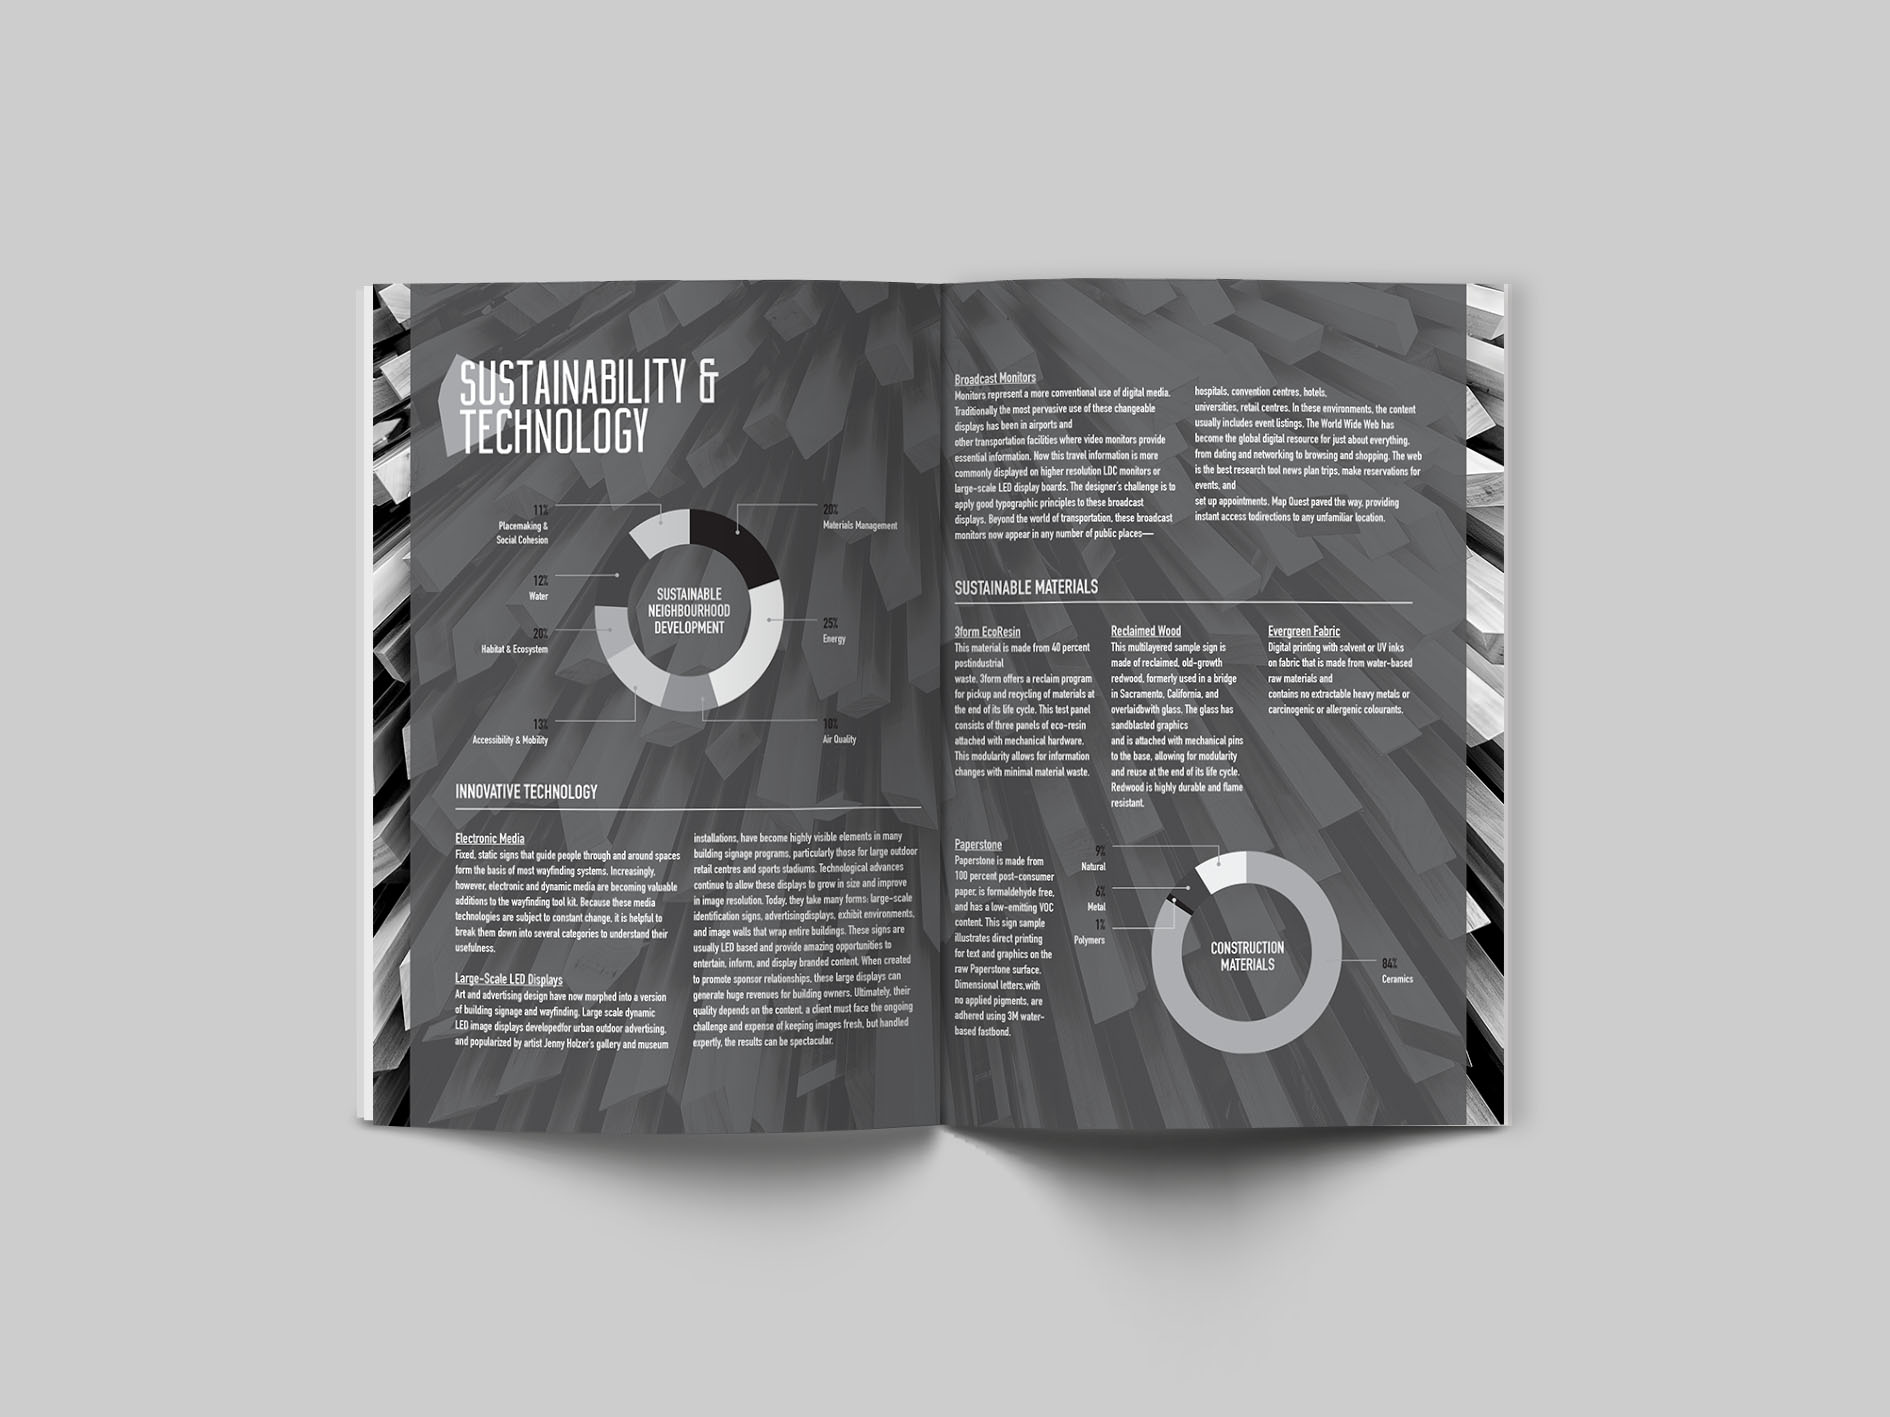 SUSTAINABILITY &
TECHNOLOGY
11%
Placemaking &
Social Cohesion
12%
Water
20%
Habitat & Ecosystem
13%
Accessibility & Mobility
20%
Materials Management
25%
Energy
10%
Air Quality
SUSTAINABLE
NEIGHBOURHOOD
DEVELOPMENT
INNOVATIVE TECHNOLOGY
Electronic Media
Fixed, static signs that guide people through and around spaces
form the basis of most wayfinding systems. Increasingly,
however, electronic and dynamic media are becoming valuable
additions to the wayfinding tool kit. Because these media
technologies are subject to constant change, it is helpful to
break them down into several categories to understand their
usefulness.
Large-Scale LED Displays
Art and advertising design have now morphed into a version
of building signage and wayfinding. Large scale dynamic
LED image displays developedfor urban outdoor advertising,
and popularized by artist Jenny Holzer's gallery and museum
installations, have become highly visible elements in many
building signage programs, particularly those for large outdoor
retail centres and sports stadiums. Technological advances
continue to allow these displays to grow in size and improve
in image resolution. Today, they take many forms: large-scale
identification signs, advertisingdisplays, exhibit environments,
and image walls that wrap entire buildings. These signs are
usually LED based and provide amazing opportunities to
entertain, inform, and display branded content. When created
to promote sponsor relationships, these large displays can
generate huge revenues for building owners. Ultimately, their
quality depends on the content. a client must face the ongoing
challenge and expense of keeping images fresh, but handled
expertly, the results can be spectacular.
Broadcast Monitors
Monitors represent a more conventional use of digital media.
Traditionally the most pervasive use of these changeable
displays has been in airports and
other transportation facilities where video monitors provide
essential information. Now this travel information is more
commonly displayed on higher resolution LDC monitors or
large-scale LED display boards. The designer's challenge is to
apply good typographic principles to these broadcast
displays. Beyond the world of transportation, these broadcast
monitors now appear in any number of public places—
hospitals, convention centres, hotels,
universities, retail centres. In these environments, the content
usually includes event listings, The World Wide Web has
become the global digital resource for just about everything,
from dating and networking to browsing and shopping. The web
is the best research tool news plan trips, make reservations for
events, and
set up appointments. Map Quest paved the way, providing
instant access todirections to any unfamiliar location.
SUSTAINABLE MATERIALS
3form EcoResin
This material is made from 40 percent
postindustrial
waste. 3form offers a reclaim program
for pickup and recycling of materials at
the end of its life cycle. This test panel
consists of three panels of eco-resin
attached with mechanical hardware.
This modularity allows for information
changes with minimal material waste.
Reclaimed Wood
This multilayered sample sign is
made of reclaimed, old-growth
redwood, formerly used in a bridge
in Sacramento, California, and
overlaidbwith glass. The glass has
sandblasted graphics
and is attached with mechanical pins
to the base, allowing for modularity
and reuse at the end of its life cycle.
Redwood is highly durable and flame
resistant.
Evergreen Fabric
Digital printing with solvent or UV inks
on fabric that is made from water-based
raw materials and
contains no extractable heavy metals or
carcinogenic or allergenic colourants.
Paperstone
Paperstone is made from
100 percent post-consumer
paper, is formaldehyde free,
and has a low-emitting VOC
content. This sign sample
illustrates direct printing
for text and graphics on the
raw Paperstone surface.
Dimensional letters,with
no applied pigments, are
adhered using 3M water-
based fastbond.
9%
Natural
6%
Metal
1%
Polymers
CONSTRUCTION
MATERIALS
84%
Ceramics